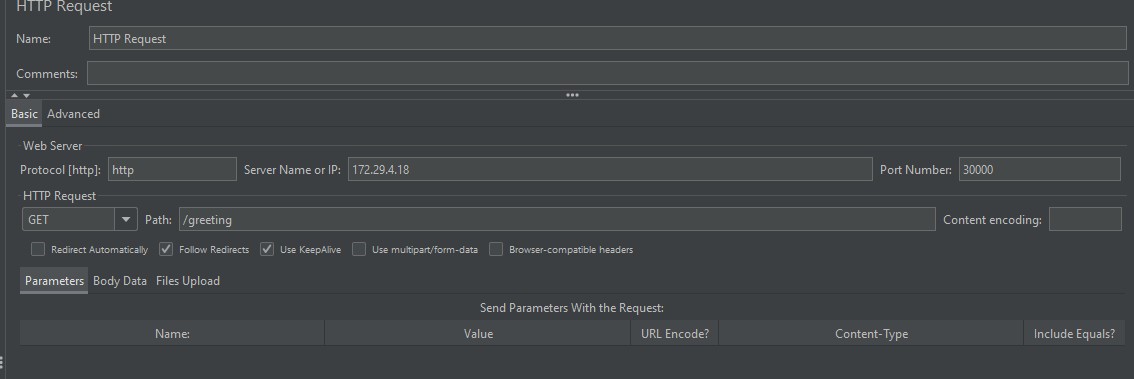 HTTP Request
Name: HTTP Request
Comments:
Basic Advanced
Web Server
Protocol [http]: http Server Name or IP: 172.29.4.18 Port Number: 30000
HTTP Request
GET Path: /greeting Content encoding:
Redirect Automatically Follow Redirects Use KeepAlive Use multipart/form-data Browser-compatible headers
Parameters Body Data Files Upload
Send Parameters With the Request:
Name: Value URL Encode? Content-Type Include Equals?